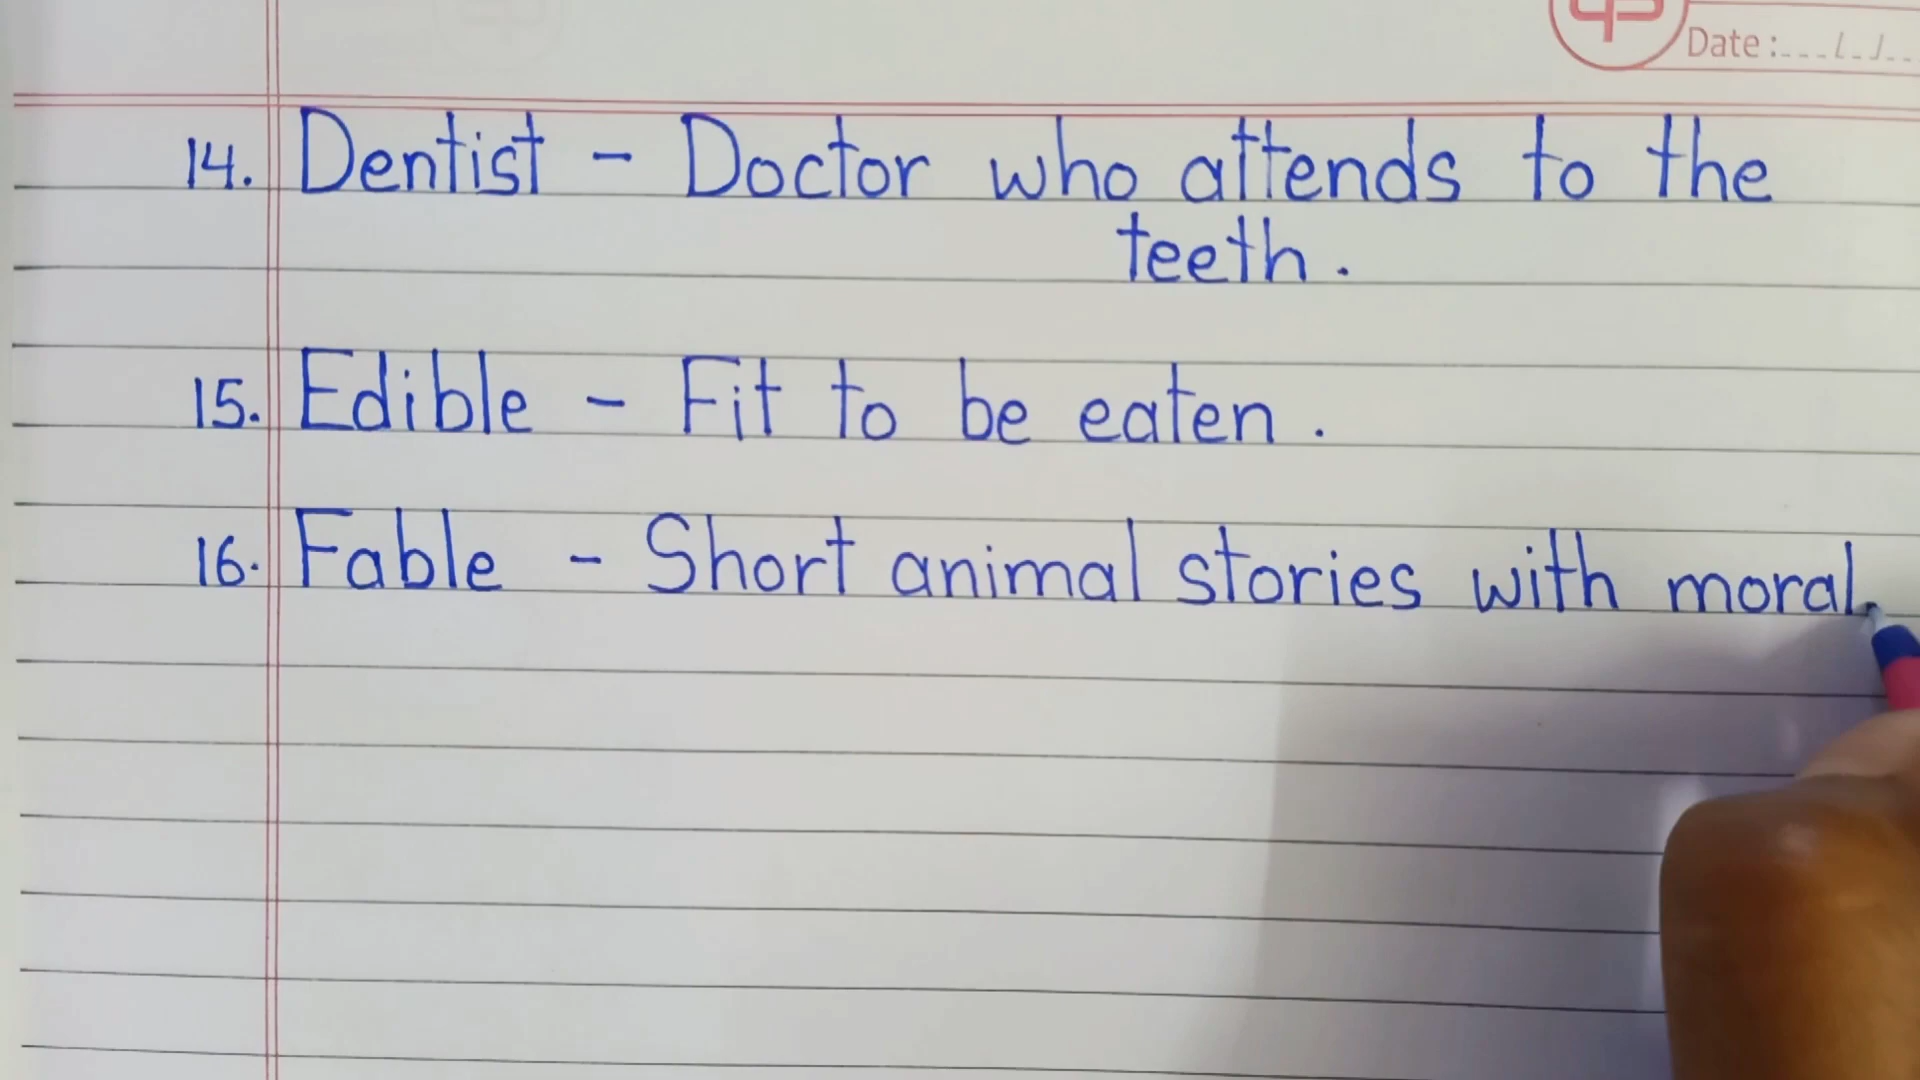 Date :
14. Dentist - Doctor who attends to the
teeth.
15. Edible - Fit to be eaten.
16. Fable - Short animal stories with moral.